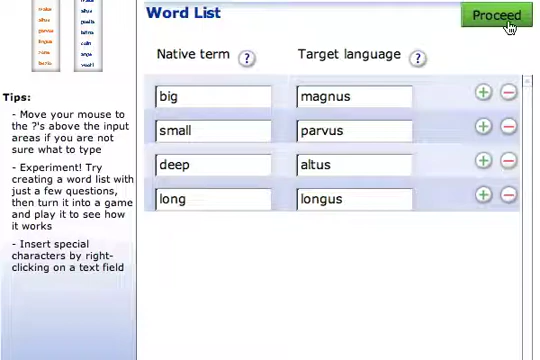 Word List
Proceed
Native term ?
Target language ?
big
magnus
small
parvus
deep
altus
long
longus
Tips:
- Move your mouse to
the ?'s above the input
areas if you are not
sure what to type
- Experiment! Try
creating a word list with
just a few questions,
then turn it into a game
and play it to see how
it works
- Insert special
characters by right-
clicking on a text field